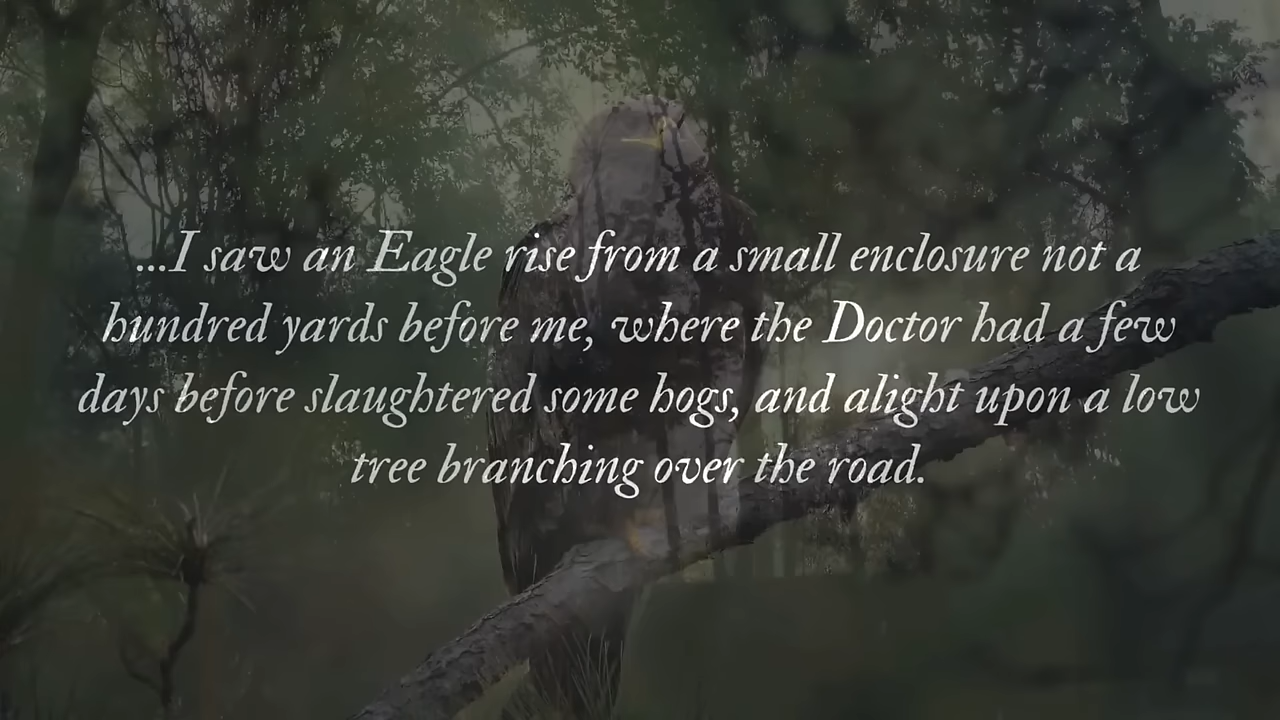 ...I saw an Eagle rise from a small enclosure not a
hundred yards before me, where the Doctor had a few
days before slaughtered some hogs, and alight upon a low
tree branching over the road.